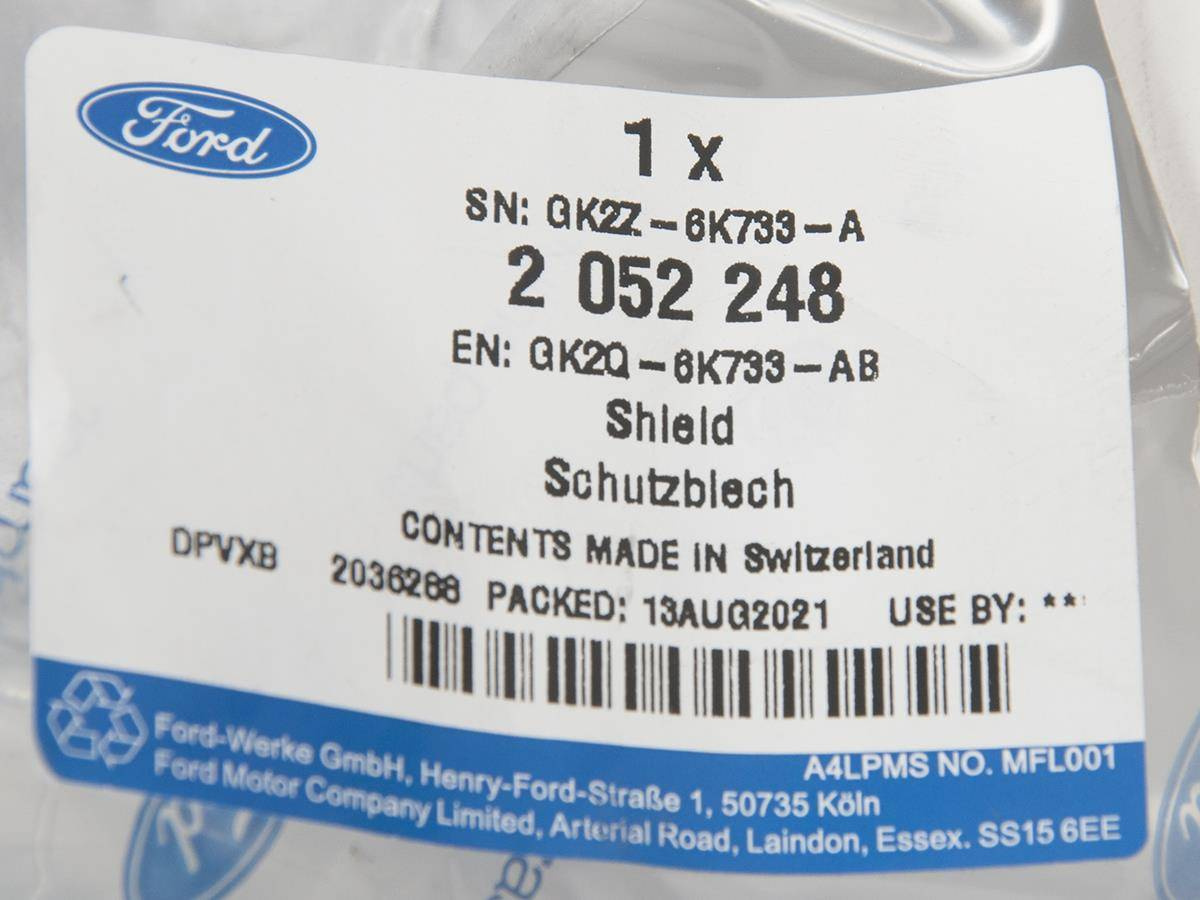 Ford
1 x
SN: GK2Z-6K733-A
2 052 248
EN: GK2Q-6K733-AB
Shield
Schutzblech
CONTENTS MADE IN Switzerland
DPVXB 2036288 PACKED: 13AUG2021 USE BY: **
A4LPMS NO. MFL001
Ford-Werke GmbH, Henry-Ford-Straße 1, 50735 Köln
Ford Motor Company Limited, Arterial Road, Laindon, Essex. SS15 6EE